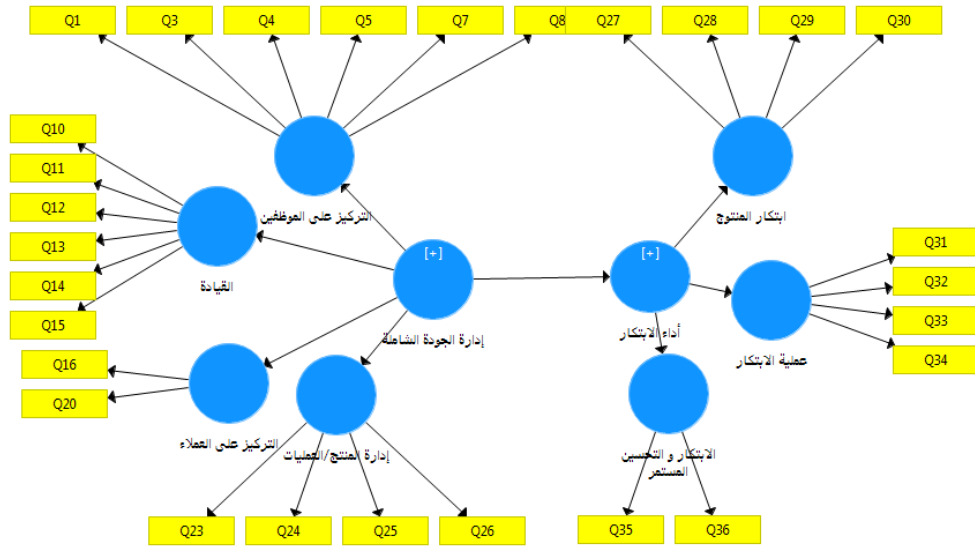 Q1
Q3
Q4
Q5
Q7
Q8
Q27
Q28
Q29
Q30
Q10
Q11
Q12
Q13
Q14
Q15
التركيز على الموظفين
ابتكار المنتوج
القيادة
[+]
[+]
Q31
Q32
Q33
Q34
إدارة الجودة الشاملة
أداء الابتكار
عملية الابتكار
Q16
Q20
التركيز على العملاء
إدارة المنتج/العمليات
الابتكار و التحسين
المستمر
Q23
Q24
Q25
Q26
Q35
Q36